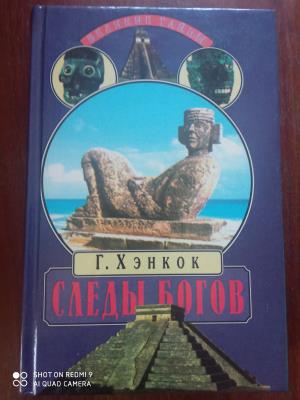 ВЕЛИКИЕ ТАЙНЫ
Г. ХЭНКОК
СЛЕДЫ БОГОВ
SHOT ON REDMI 9
AI QUAD CAMERA